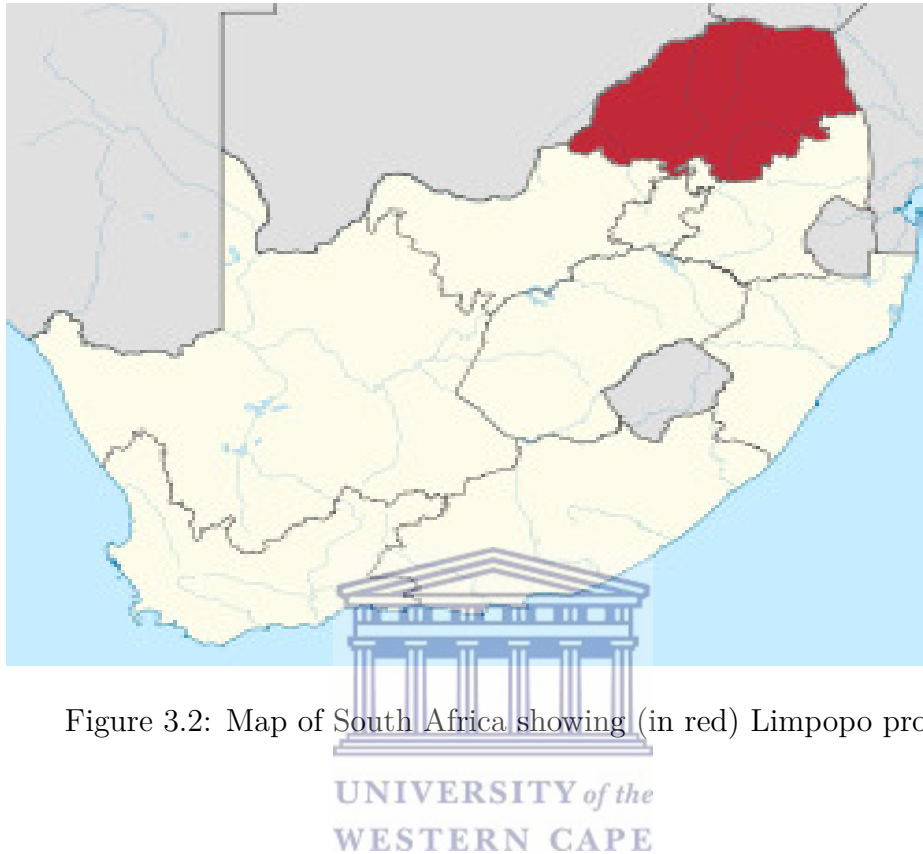 Figure 3.2: Map of South Africa showing (in red) Limpopo pro
UNIVERSITY of the
WESTERN CAPE